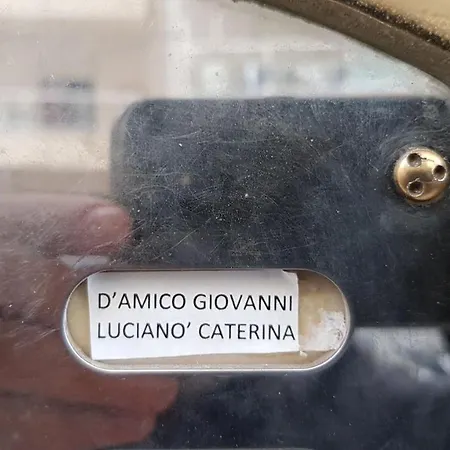 D'AMICO GIOVANNI
LUCIANO' CATERINA